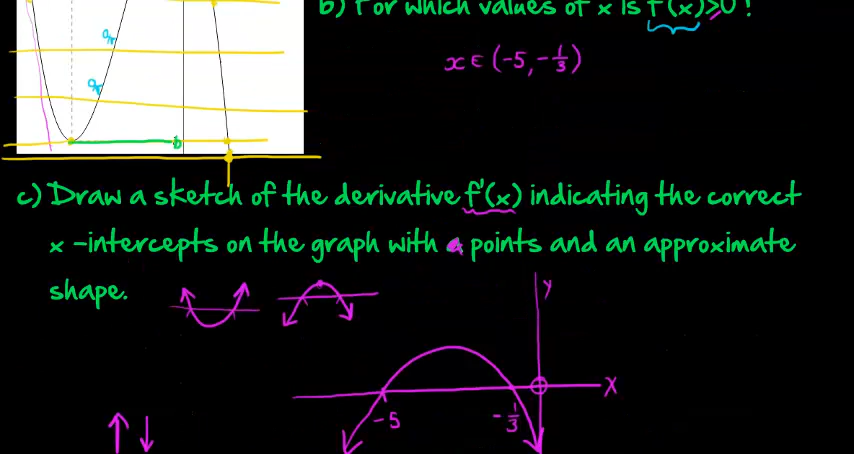 b) For which values of x is f'(x)>0?
x ∈ (-5, -1/3)
a
a
b
c) Draw a sketch of the derivative f'(x) indicating the correct
x -intercepts on the graph with points and an approximate
shape.
y
x
-5
-1/3